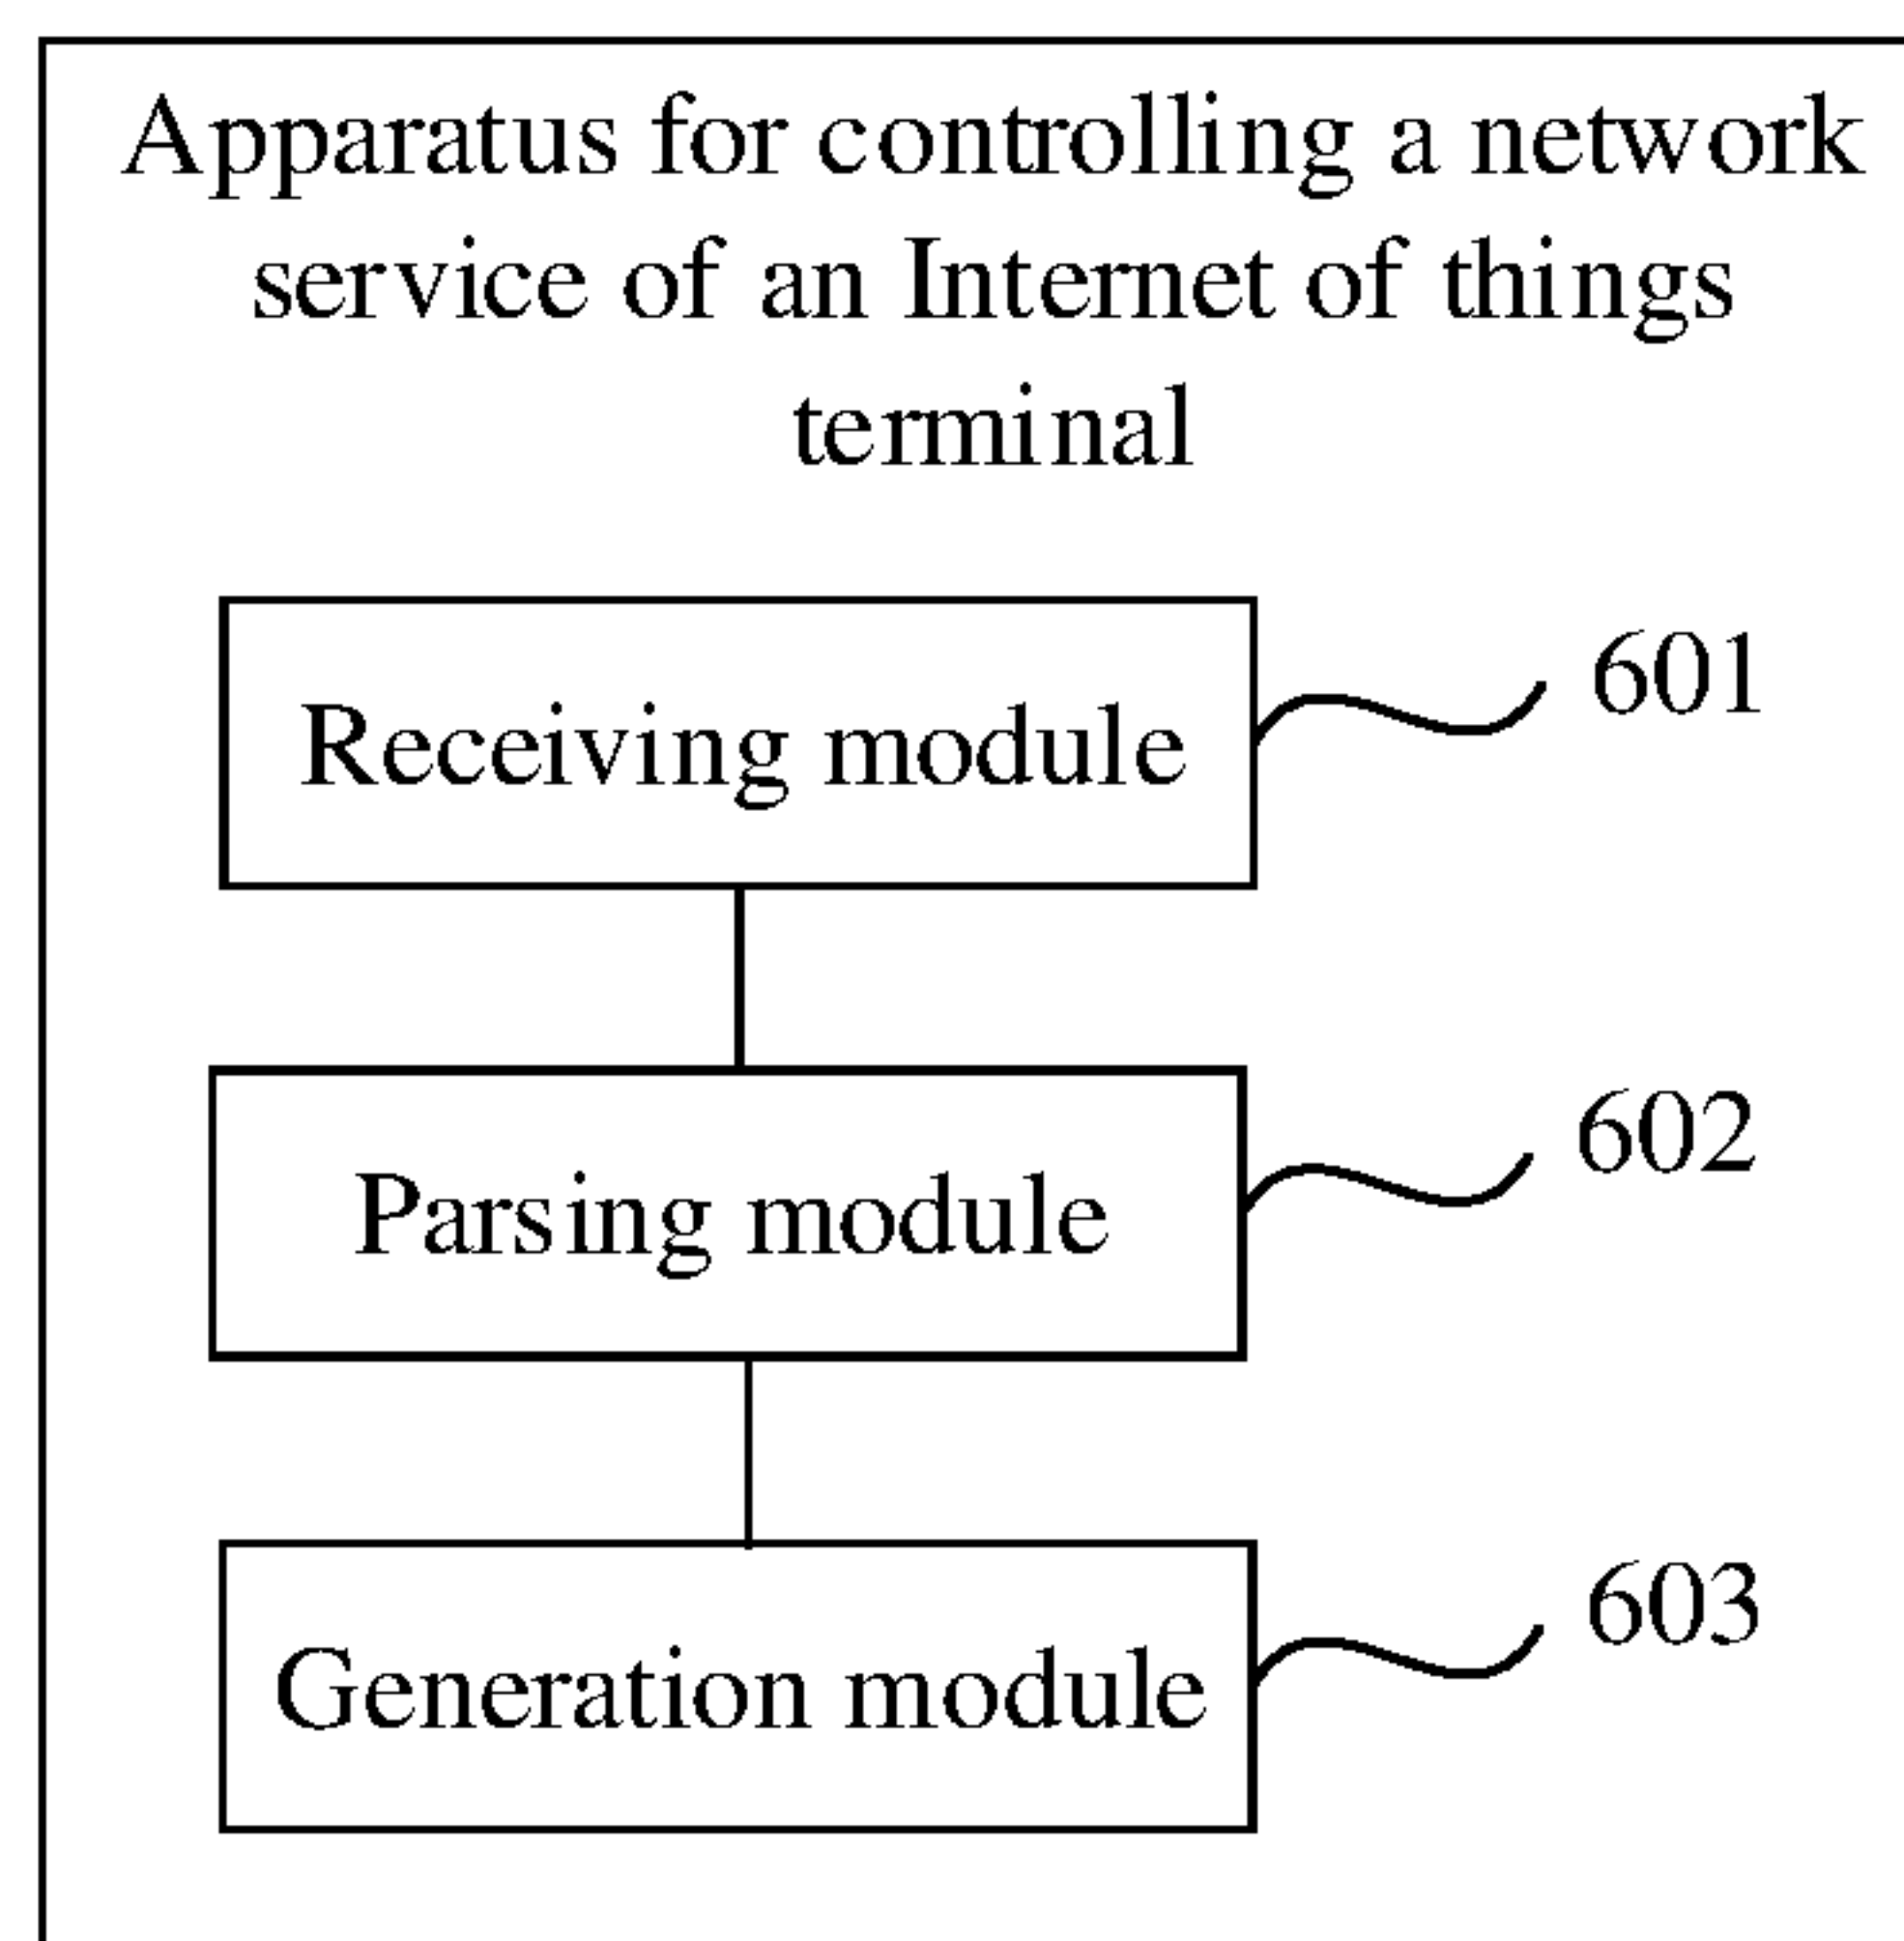 Apparatus for controlling a network
service of an Internet of things
terminal
Receiving module
601
Parsing module
602
Generation module
603